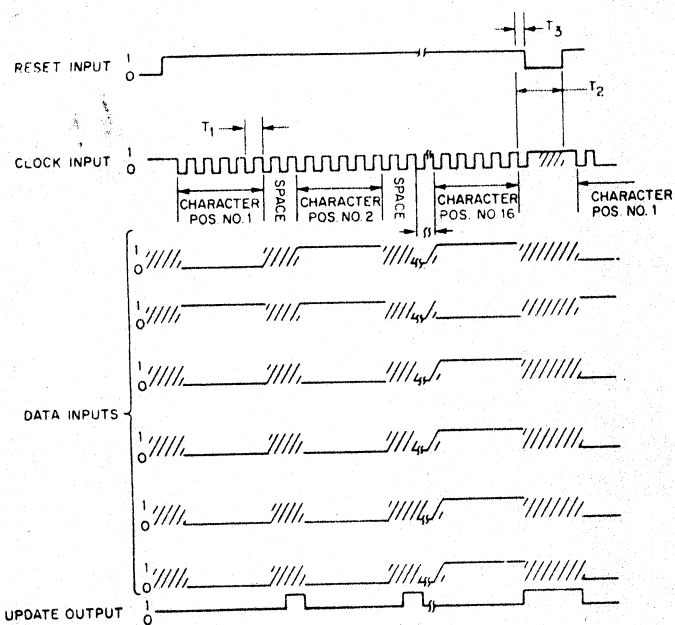 T3
RESET INPUT 1
0
T2
T1
CLOCK INPUT 1
0
CHARACTER
POS. NO. 1
SPACE
CHARACTER
POS. NO. 2
SPACE
CHARACTER
POS. NO 16
CHARACTER
POS. NO. 1
1
0
1
0
1
0
DATA INPUTS
1
0
1
0
1
0
UPDATE OUTPUT 1
0